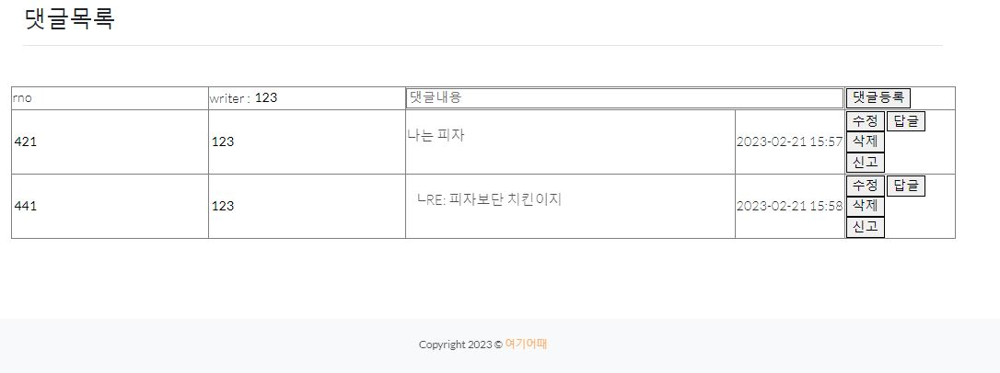 댓글목록
rno writer : 123 댓글내용 댓글등록
421 123 나는 피자 2023-02-21 15:57 수정 답글
삭제
신고
441 123 ㄴRE: 피자보단 치킨이지 2023-02-21 15:58 수정 답글
삭제
신고
Copyright 2023 © 여기어때